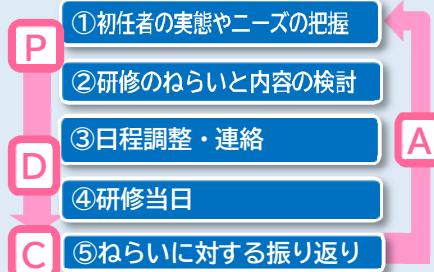 P
①初任者の実態やニーズの把握
②研修のねらいと内容の検討
③日程調整・連絡
A
D
④研修当日
C
⑤ねらいに対する振り返り